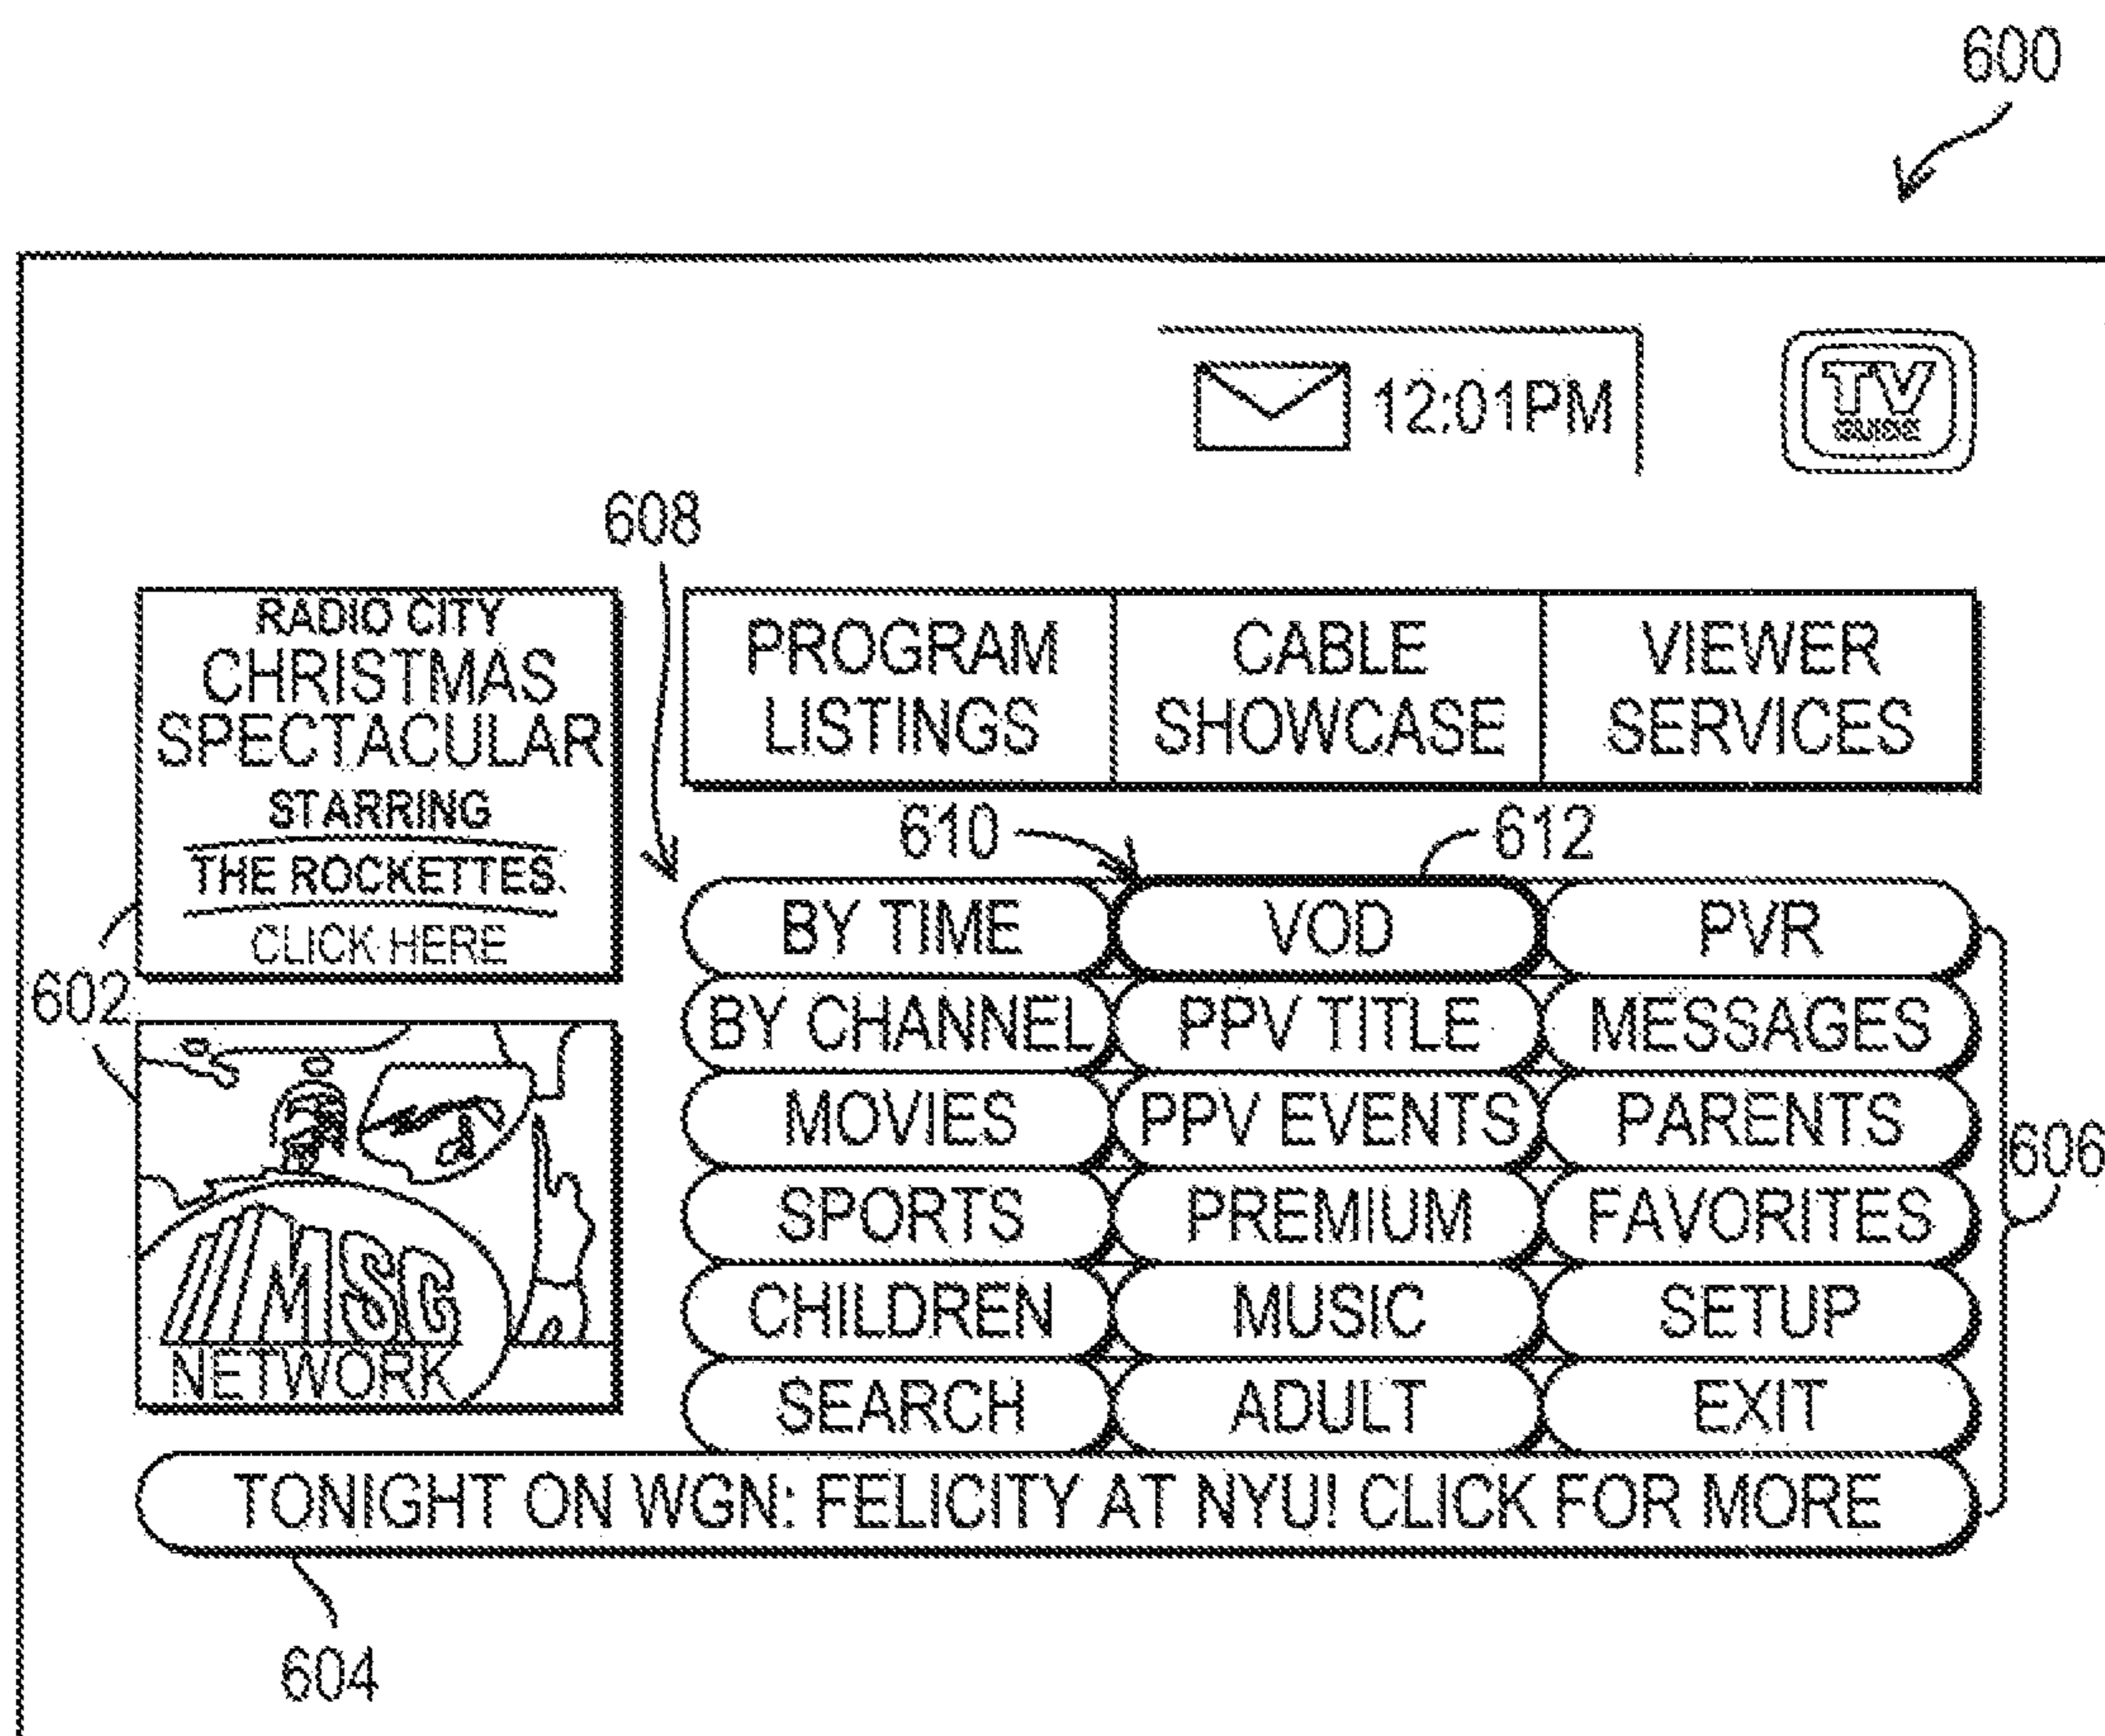 600
12:01PM
TV
GUIDE
608
RADIO CITY
CHRISTMAS
SPECTACULAR
STARRING
THE ROCKETTES.
CLICK HERE
PROGRAM
LISTINGS
CABLE
SHOWCASE
VIEWER
SERVICES
610
612
BY TIME
VOD
PVR
602
BY CHANNEL
PPV TITLE
MESSAGES
MOVIES
PPV EVENTS
PARENTS
606
SPORTS
PREMIUM
FAVORITES
MSG
NETWORK
CHILDREN
MUSIC
SETUP
SEARCH
ADULT
EXIT
TONIGHT ON WGN: FELICITY AT NYU! CLICK FOR MORE
604